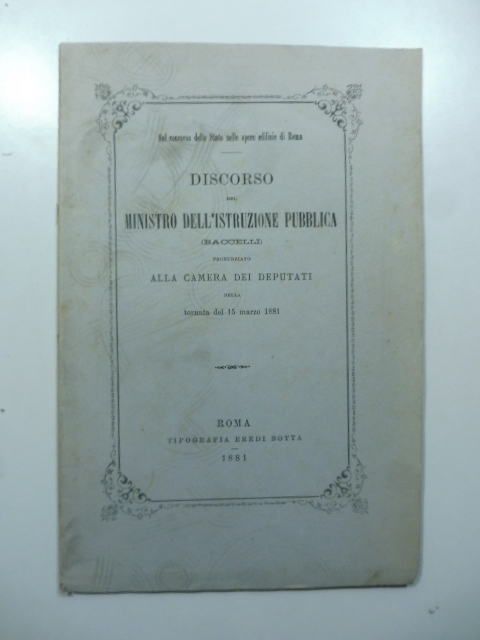 Sul concorso dello Stato nelle opere edilizie di Roma
DISCORSO
DEL
MINISTRO DELL'ISTRUZIONE PUBBLICA
(BACCELLI)
PRONUNZIATO
ALLA CAMERA DEI DEPUTATI
NELLA
tornata del 15 marzo 1881
ROMA
TIPOGRAFIA EREDI BOTTA
1881